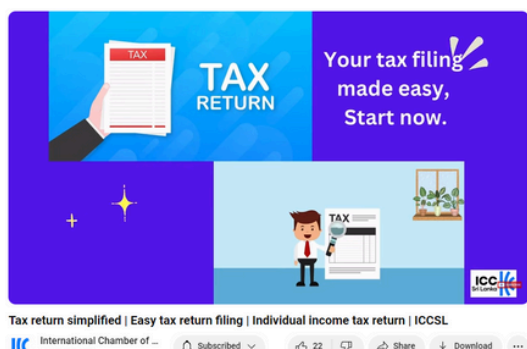 TAX
TAX
RETURN
Your tax filing
made easy,
Start now.
TAX
ICC
Sri Lanka
Tax return simplified | Easy tax return filing | Individual income tax return | ICCSL
International Chamber of ...
Subscribed
22
Share
Download
...